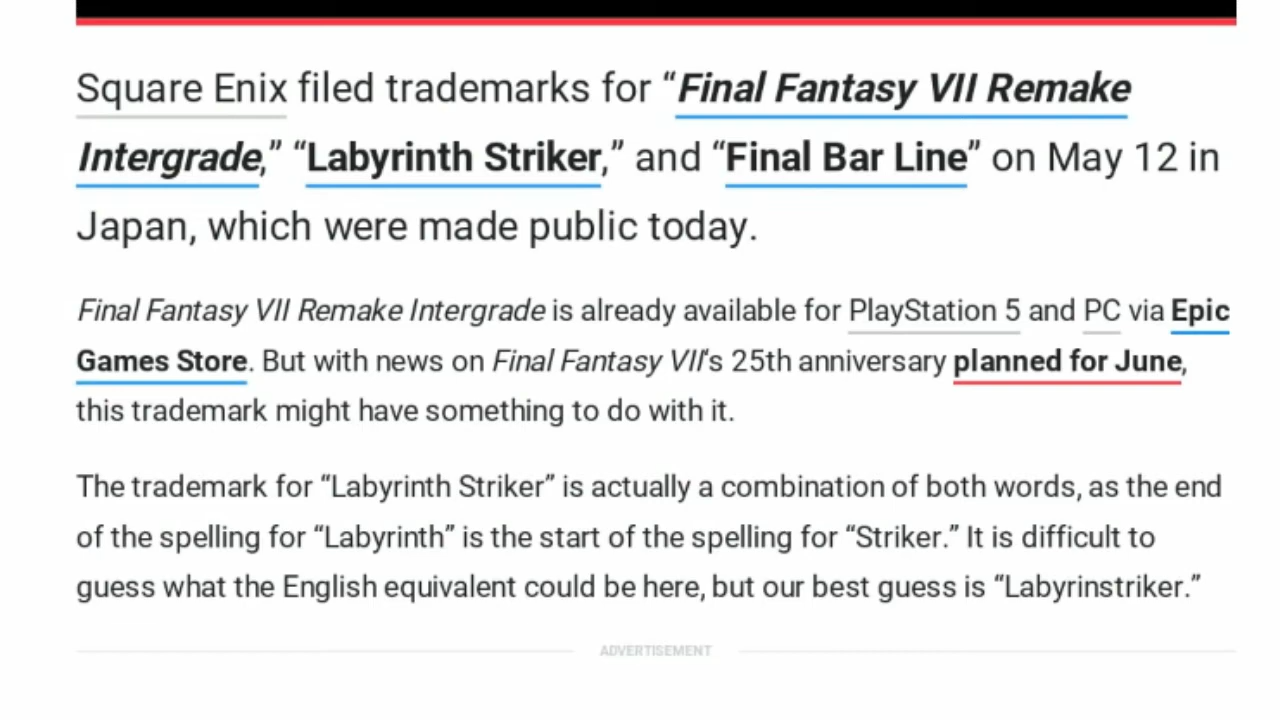 Square Enix filed trademarks for “Final Fantasy VII Remake
Intergrade,” “Labyrinth Striker,” and “Final Bar Line” on May 12 in
Japan, which were made public today.
Final Fantasy VII Remake Intergrade is already available for PlayStation 5 and PC via Epic
Games Store. But with news on Final Fantasy VII's 25th anniversary planned for June,
this trademark might have something to do with it.
The trademark for “Labyrinth Striker” is actually a combination of both words, as the end
of the spelling for “Labyrinth” is the start of the spelling for “Striker.” It is difficult to
guess what the English equivalent could be here, but our best guess is “Labyrinstriker.”
ADVERTISEMENT